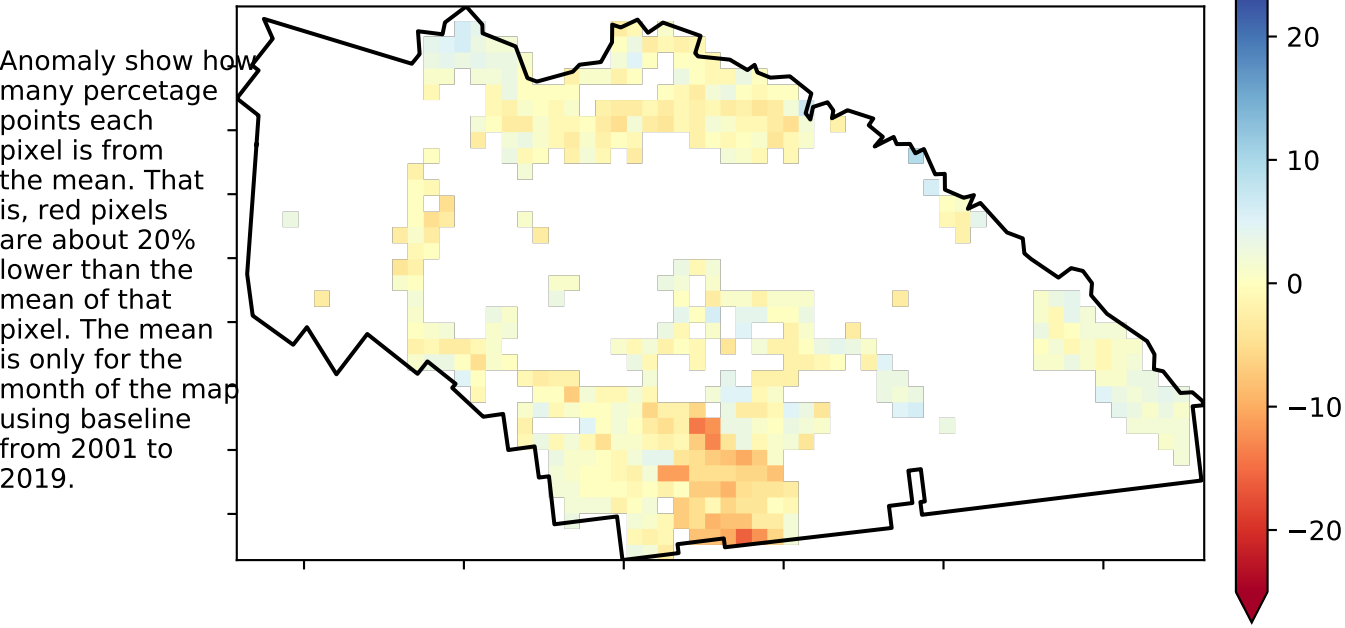 Anomaly show how
many percetage
points each
pixel is from
the mean. That
is, red pixels
are about 20%
lower than the
mean of that
pixel. The mean
is only for the
month of the map
using baseline
from 2001 to
2019.
20
10
0
−10
−20